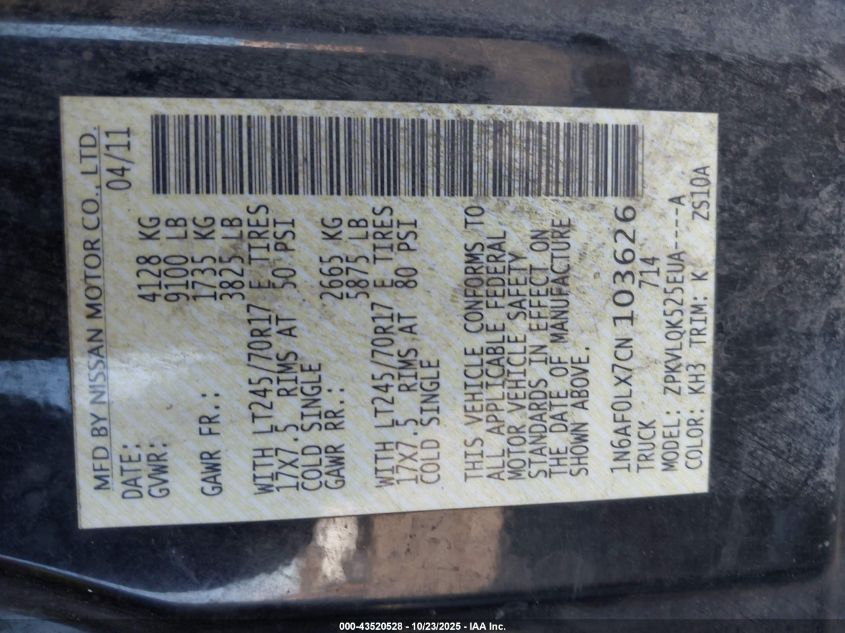 MFD BY NISSAN MOTOR CO., LTD.
DATE: 04/11
GVWR: 4128 KG
9100 LB
GAWR FR.: 1735 KG
3825 LB
WITH LT245/70R17 E TIRES
17X7.5 RIMS AT 50 PSI
COLD SINGLE
GAWR RR.: 2665 KG
5875 LB
WITH LT245/70R17 E TIRES
17X7.5 RIMS AT 80 PSI
COLD SINGLE
THIS VEHICLE CONFORMS TO
ALL APPLICABLE FEDERAL
MOTOR VEHICLE SAFETY
STANDARDS IN EFFECT ON
THE DATE OF MANUFACTURE
SHOWN ABOVE.
1N6AF0LX7CN103626
TRUCK 714
MODEL: ZPKVLQK525EUA----A
COLOR: KH3 TRIM: K ZS10A
000-43520528 - 10/23/2025 - IAA Inc.